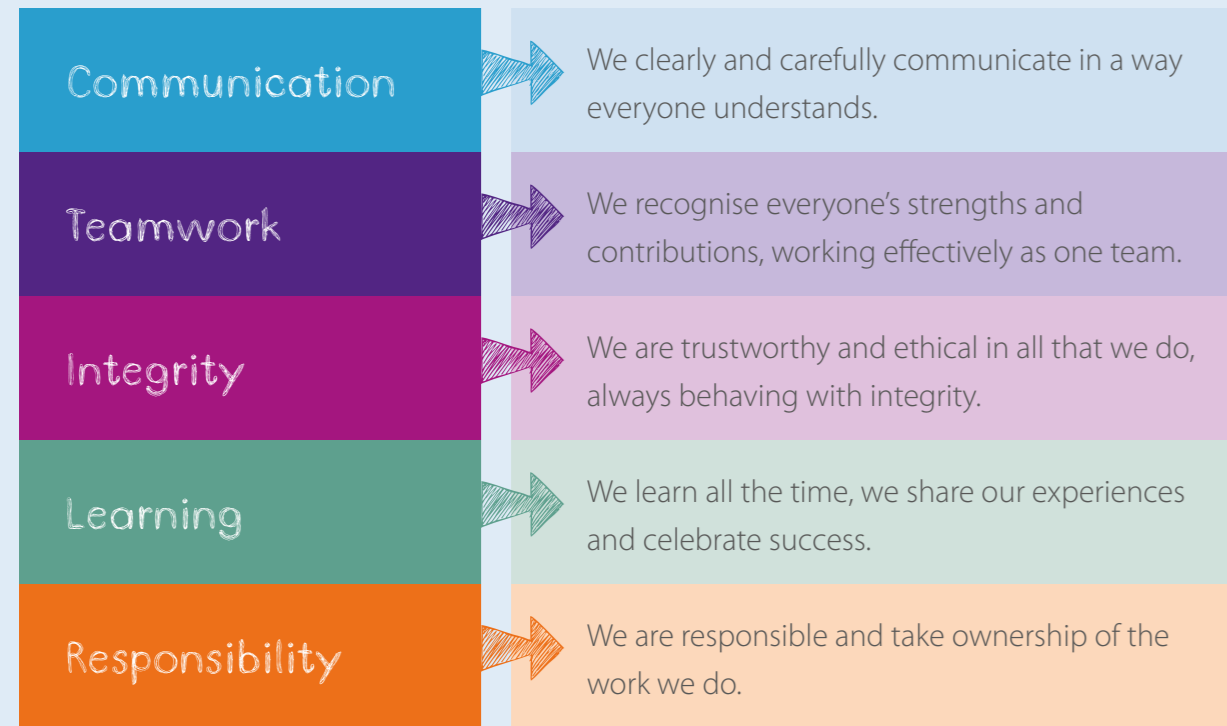 Communication
We clearly and carefully communicate in a way
everyone understands.
Teamwork
We recognise everyone’s strengths and
contributions, working effectively as one team.
Integrity
We are trustworthy and ethical in all that we do,
always behaving with integrity.
Learning
We learn all the time, we share our experiences
and celebrate success.
Responsibility
We are responsible and take ownership of the
work we do.